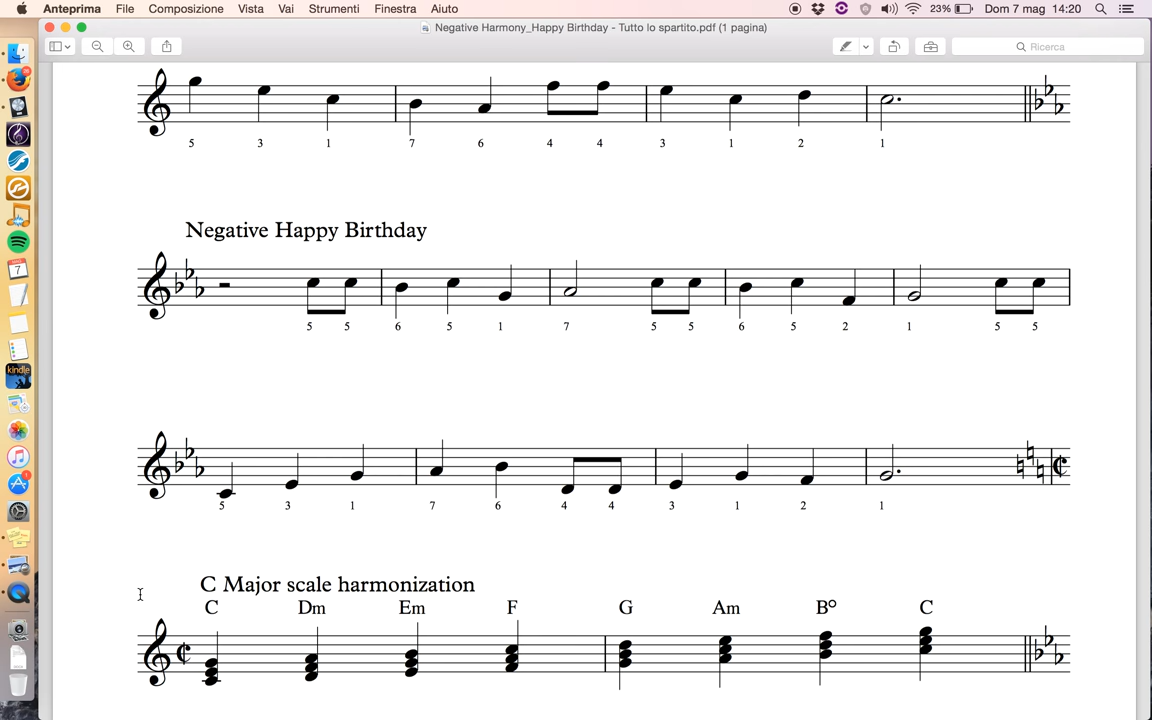 Anteprima File Composizione Vista Vai Strumenti Finestra Aiuto 23% Dom 7 mag 14:20
Negative Harmony_Happy Birthday - Tutto lo spartito.pdf (1 pagina)
Ricerca
5 3 1 7 6 4 4 3 1 2 1
Negative Happy Birthday
5 5 6 5 1 7 5 5 6 5 2 1 5 5
5 3 1 7 6 4 4 3 1 2 1
C Major scale harmonization
C Dm Em F G Am B° C
7
kindle